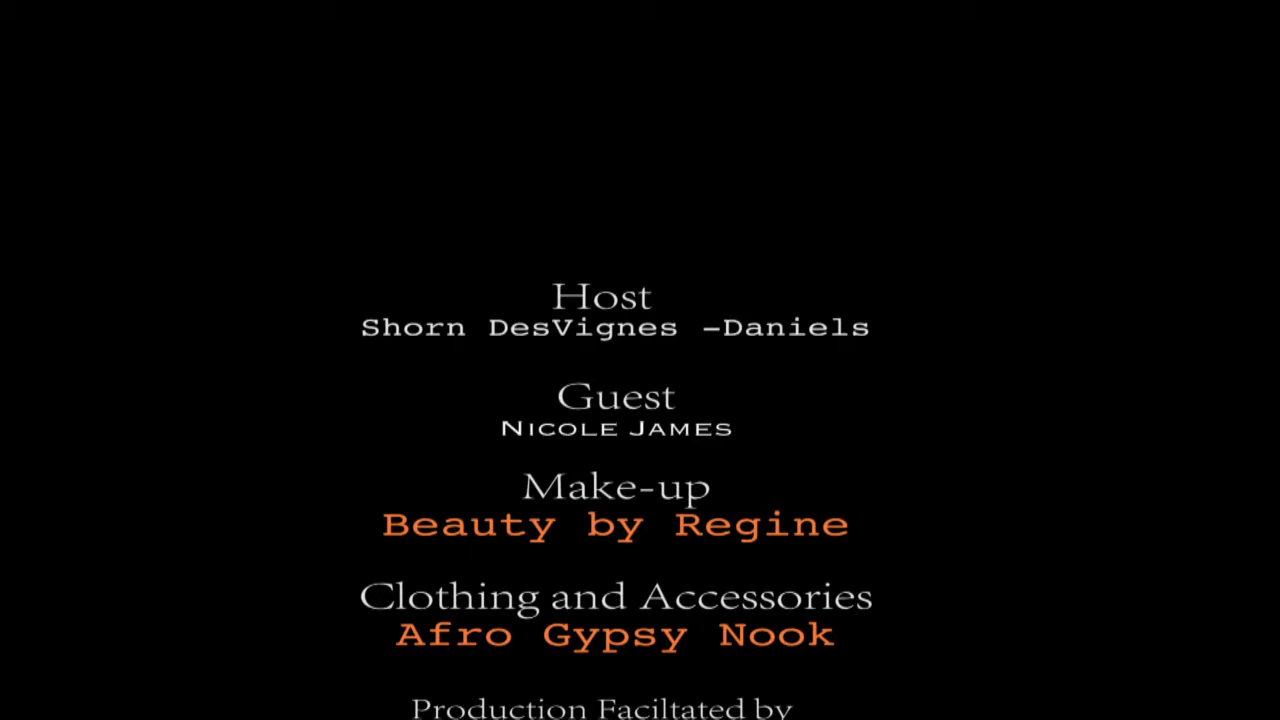 Host
Shorn DesVignes -Daniels
Guest
Nicole James
Make-up
Beauty by Regine
Clothing and Accessories
Afro Gypsy Nook
Production Faciltated by